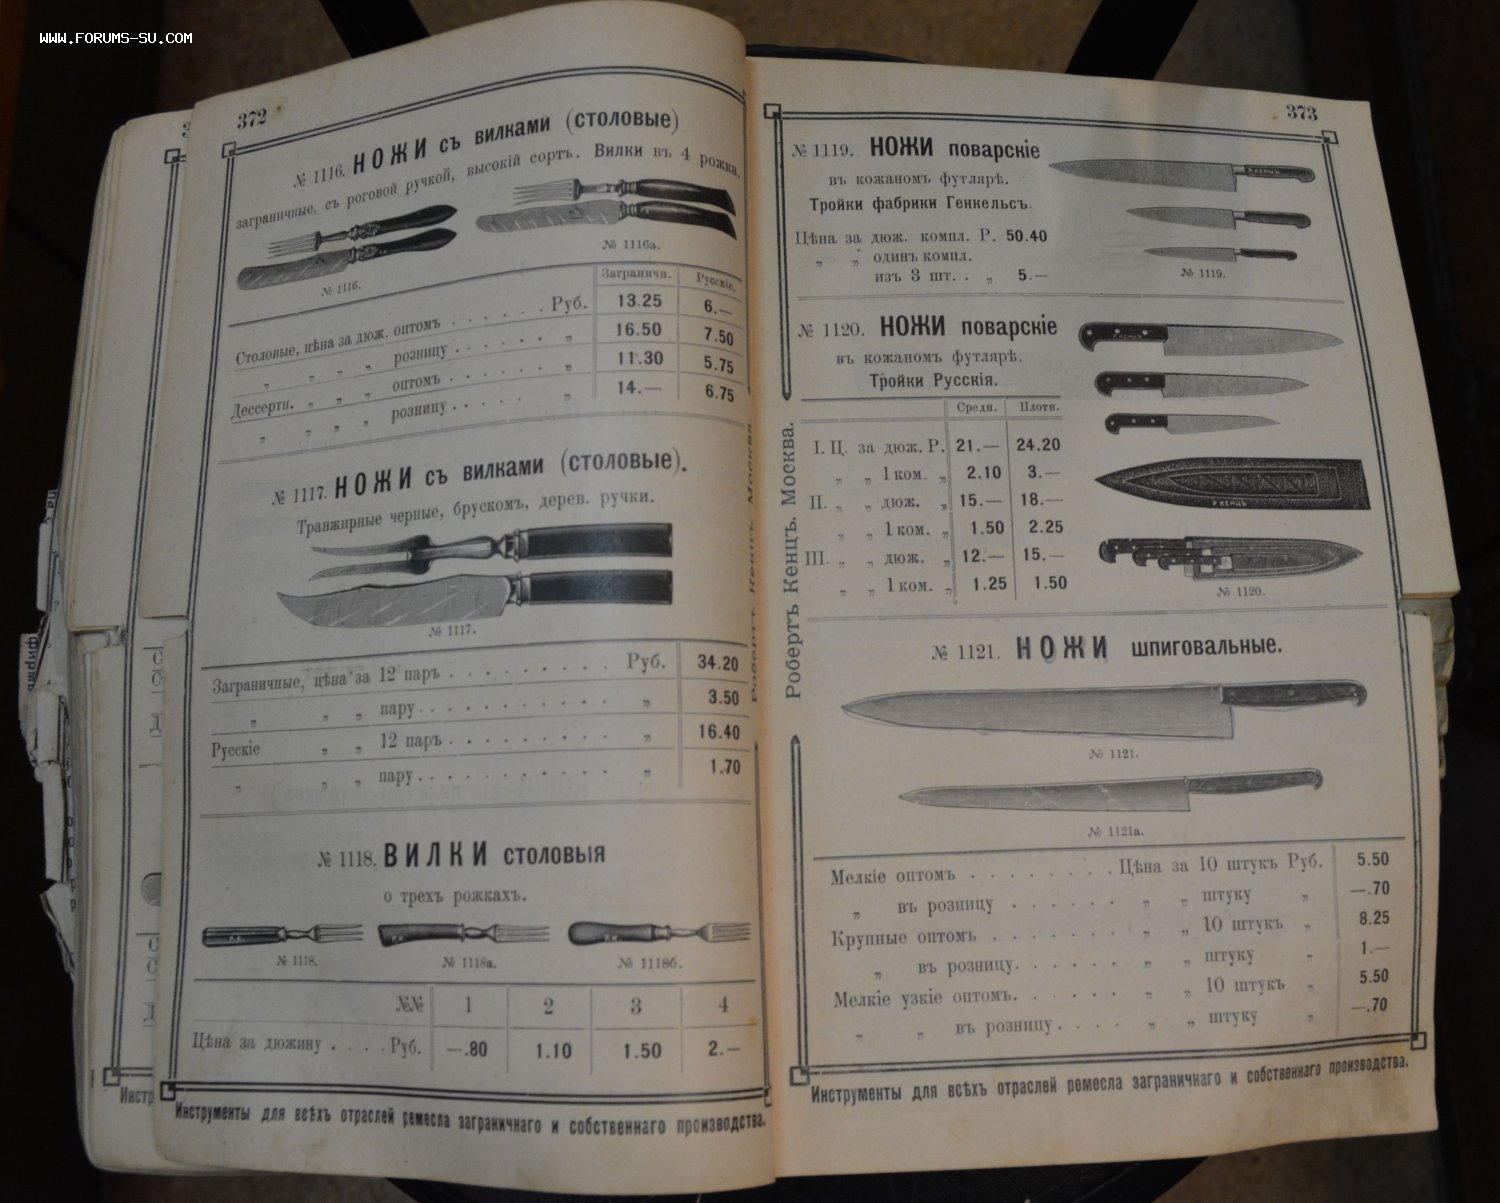 WWW.FORUMS-SU.COM
372
№ 1116. НОЖИ съ вилками (столовые)
заграничные, съ роговой ручкой, высокій сортъ. Вилки въ 4 рожка.
№ 1116.
№ 1116а.
Заграничн. Русскіе.
Столовые, цѣна за дюж. оптомъ . . . . . . Руб. 13.25 6.—
„ „ „ „ розницу . . . . . . „ 16.50 7.50
Дессертн. „ „ „ оптомъ . . . . . . „ 11.30 5.75
„ „ „ „ розницу . . . . . „ 14.— 6.75
№ 1117. НОЖИ съ вилками (столовые).
Транжирные черные, брускомъ, дерев. ручки.
№ 1117.
Заграничные, цѣна за 12 паръ . . . . . . . . . Руб. 34.20
„ „ „ пару . . . . . . . . . . „ 3.50
Русскіе „ „ 12 паръ . . . . . . . . . „ 16.40
„ „ „ пару . . . . . . . . . . „ 1.70
№ 1118. ВИЛКИ столовыя
о трехъ рожкахъ.
№ 1118.
№ 1118а.
№ 1118б.
№№ 1 2 3 4
Цѣна за дюжину . . . . Руб. —.80 1.10 1.50 2.—
Инструменты для всѣхъ отраслей ремесла заграничнаго и собственнаго производства.
Робертъ Кенцъ. Москва
373
№ 1119. НОЖИ поварскіе
въ кожаномъ футлярѣ.
Тройки фабрики Генкельсъ.
Цѣна за дюж. компл. Р. 50.40
„ „ одинъ компл.
изъ 3 шт. . „ 5.—
Р.КЕНЦЪ
№ 1119.
№ 1120. НОЖИ поварскіе
въ кожаномъ футлярѣ.
Тройки Русскія.
Средн. Плотн.
I. Ц. за дюж. Р. 21.— 24.20
„ „ 1 ком. „ 2.10 3.—
II. „ „ дюж. „ 15.— 18.—
„ „ 1 ком. „ 1.50 2.25
III. „ „ дюж. „ 12.— 15.—
„ „ 1 ком. „ 1.25 1.50
Р.КЕНЦЪ
Р КЕНЦЪ
№ 1120.
Робертъ Кенцъ. Москва.
№ 1121. НОЖИ шпиговальные.
№ 1121.
№ 1121а.
Мелкіе оптомъ . . . . . . . . Цѣна за 10 штукъ Руб. 5.50
„ въ розницу . . . . . . „ „ штуку „ —.70
Крупные оптомъ . . . . . . . „ „ 10 штукъ „ 8.25
„ въ розницу. . . . . . „ „ штуку „ 1.—
Мелкіе узкіе оптомъ. . . . . . „ „ 10 штукъ „ 5.50
„ „ въ розницу. . . . „ „ штуку „ —.70
Инструменты для всѣхъ отраслей ремесла заграничнаго и собственнаго производства.